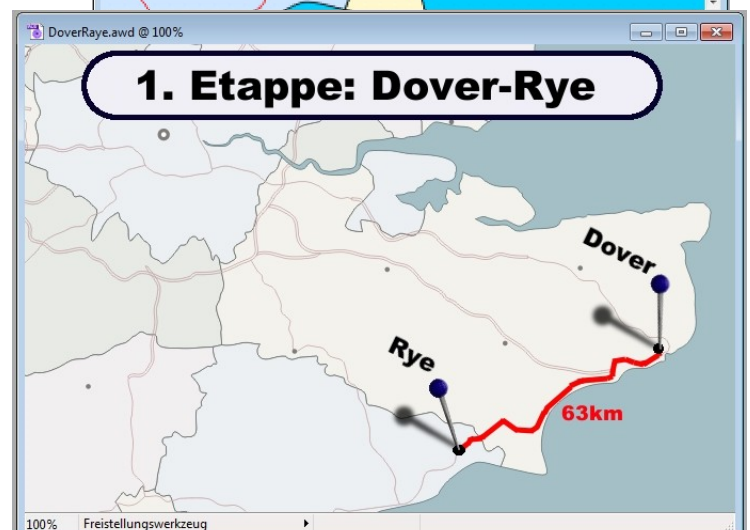 DoverRaye.awd @ 100%
1. Etappe: Dover-Rye
Dover
Rye
63km
100% Freistellungswerkzeug